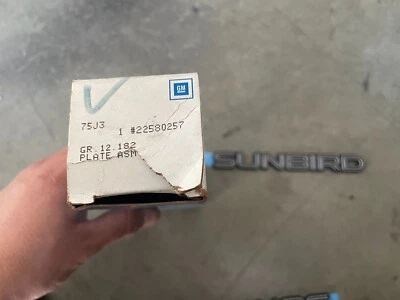 GM
75J3
1 #22580257
GR.12.182
PLATE ASM
SUNBIRD